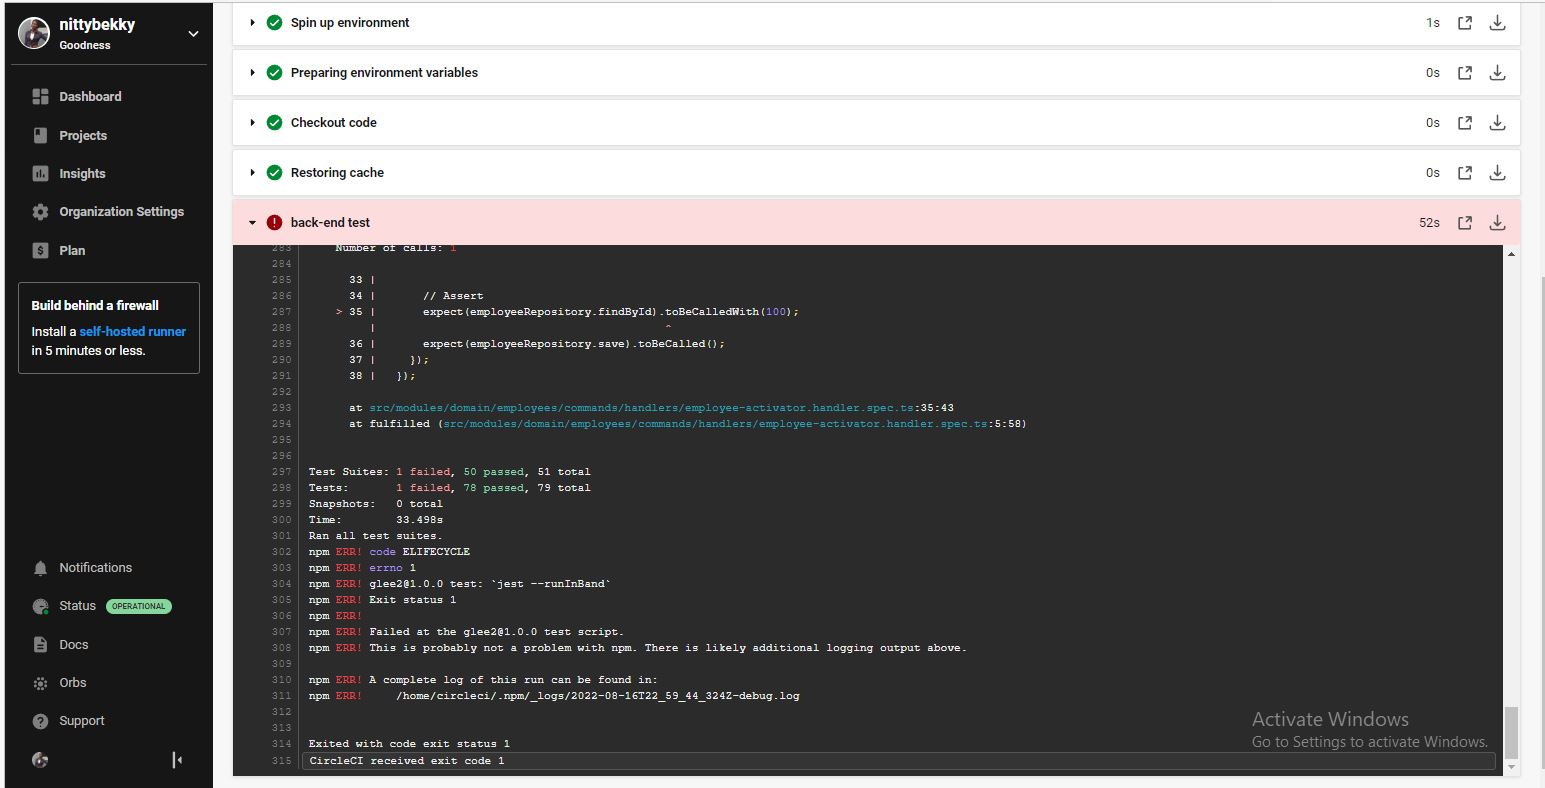 nittybekky
Goodness
Dashboard
Projects
Insights
Organization Settings
$ Plan
Build behind a firewall
Install a self-hosted runner
in 5 minutes or less.
Notifications
Status OPERATIONAL
Docs
Orbs
? Support
Spin up environment 1s
Preparing environment variables 0s
Checkout code 0s
Restoring cache 0s
! back-end test 52s
283 Number of calls: 1
284
285 33 |
286 34 | // Assert
287 > 35 | expect(employeeRepository.findById).toBeCalledWith(100);
288 | ^
289 36 | expect(employeeRepository.save).toBeCalled();
290 37 | });
291 38 | });
292
293 at src/modules/domain/employees/commands/handlers/employee-activator.handler.spec.ts:35:43
294 at fulfilled (src/modules/domain/employees/commands/handlers/employee-activator.handler.spec.ts:5:58)
295
296
297 Test Suites: 1 failed, 50 passed, 51 total
298 Tests: 1 failed, 78 passed, 79 total
299 Snapshots: 0 total
300 Time: 33.498s
301 Ran all test suites.
302 npm ERR! code ELIFECYCLE
303 npm ERR! errno 1
304 npm ERR! glee2@1.0.0 test: `jest --runInBand`
305 npm ERR! Exit status 1
306 npm ERR!
307 npm ERR! Failed at the glee2@1.0.0 test script.
308 npm ERR! This is probably not a problem with npm. There is likely additional logging output above.
309
310 npm ERR! A complete log of this run can be found in:
311 npm ERR! /home/circleci/.npm/_logs/2022-08-16T22_59_44_324Z-debug.log
312
313
314 Exited with code exit status 1
315 CircleCI received exit code 1
Activate Windows
Go to Settings to activate Windows.